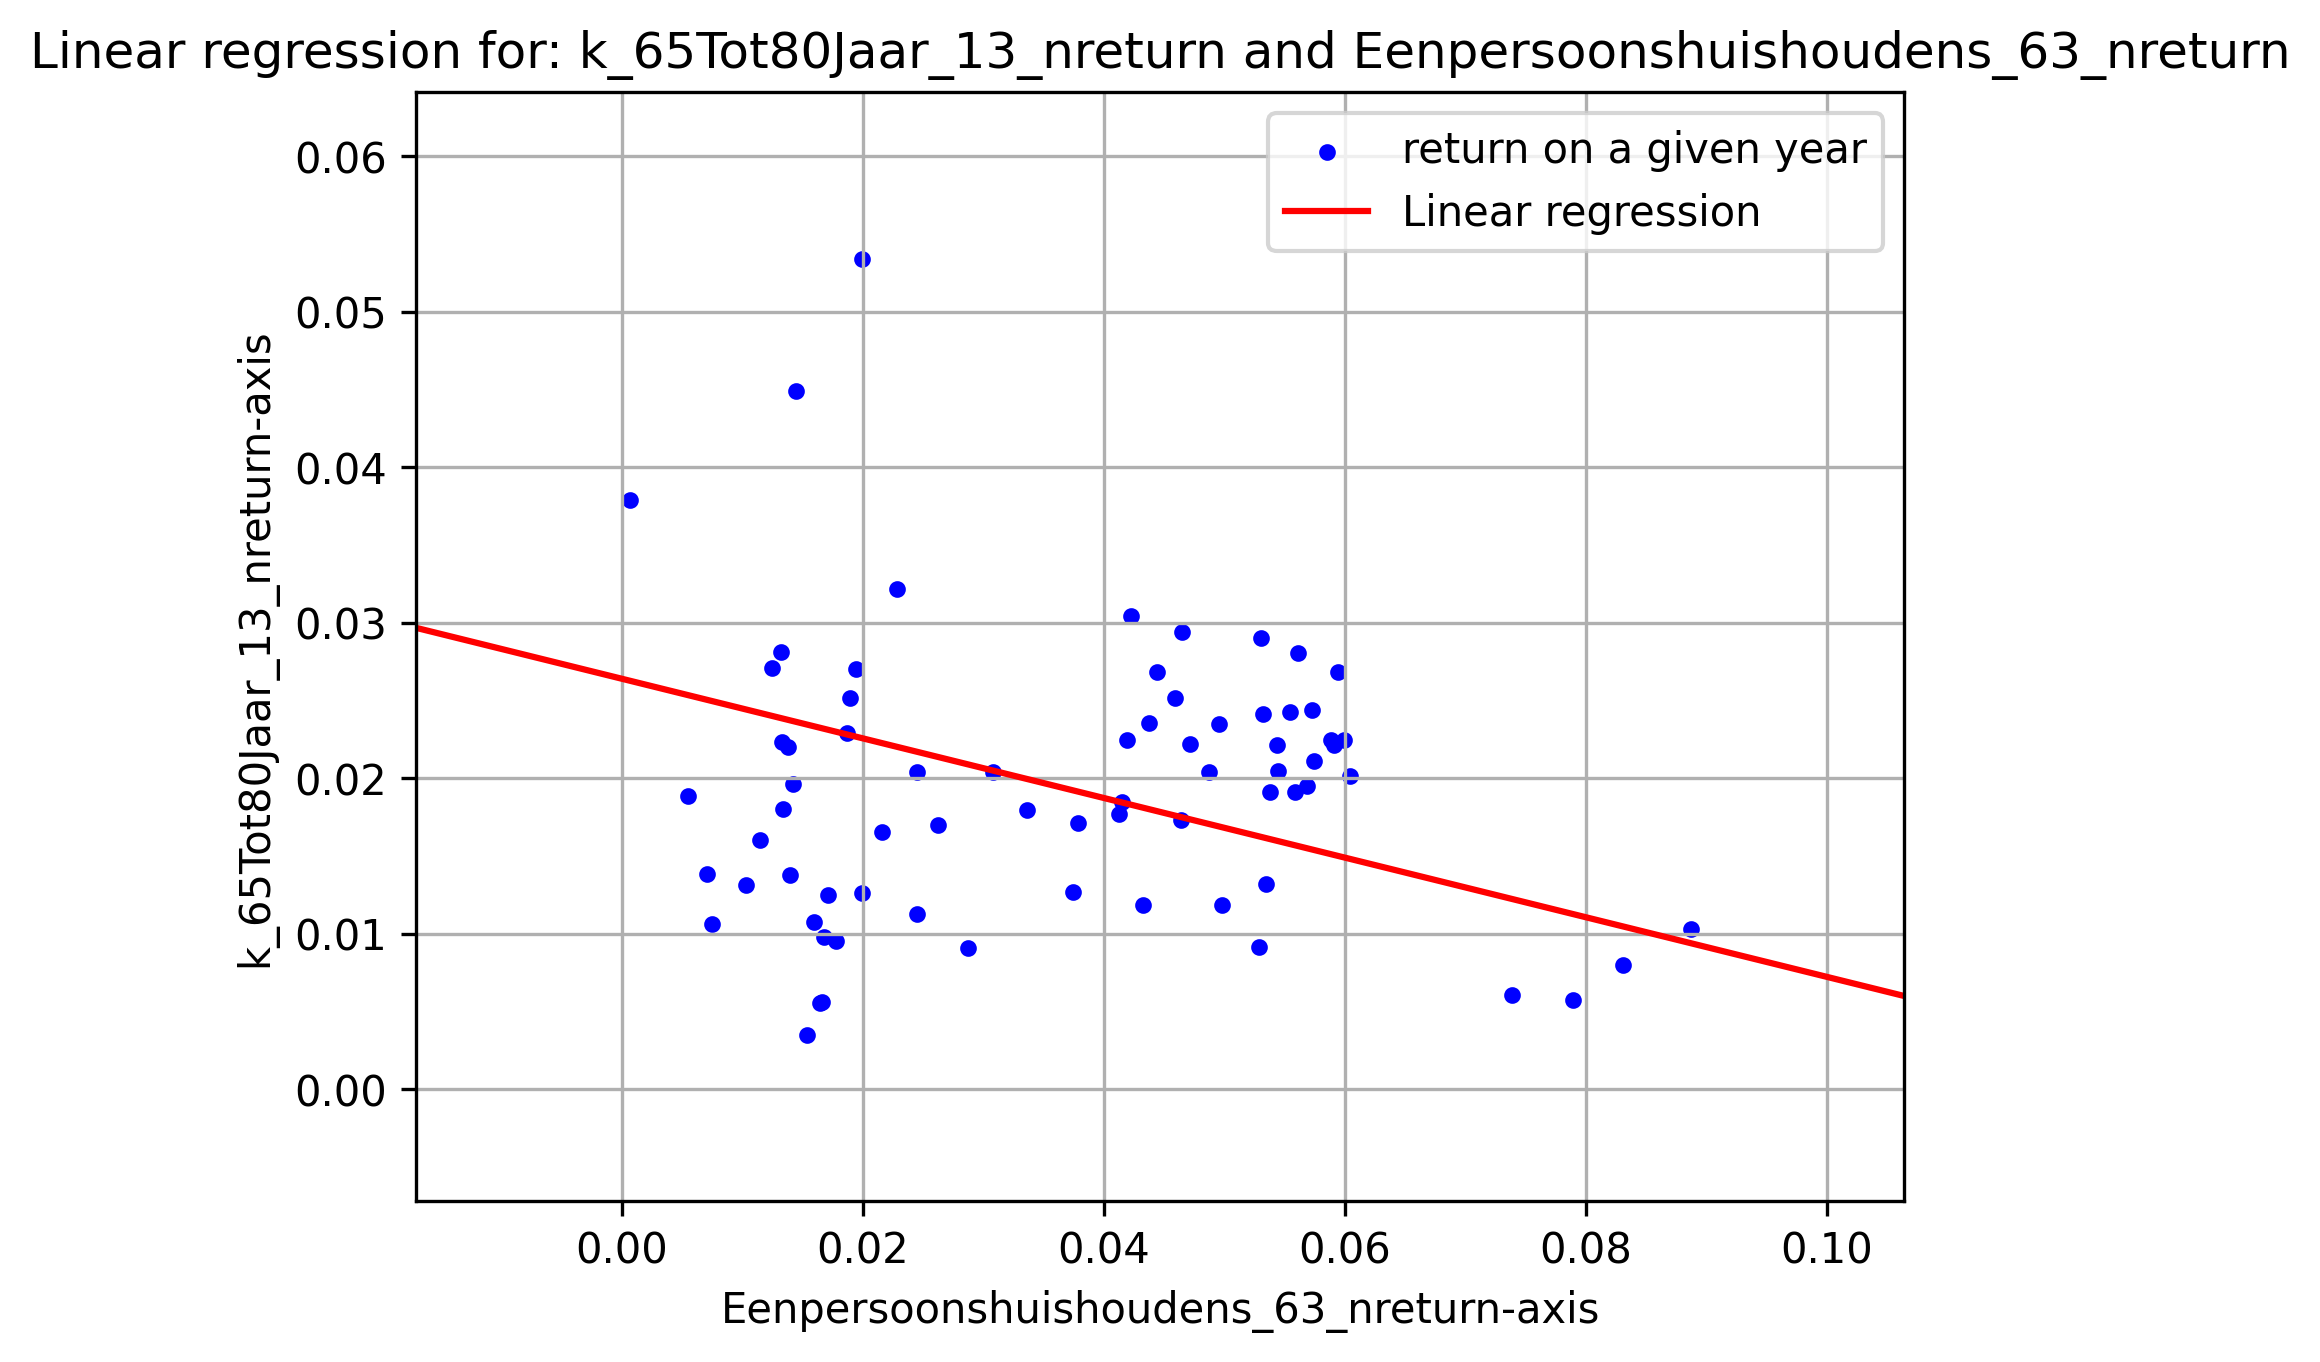 Linear regression for: k_65Tot80Jaar_13_nreturn and Eenpersoonshuishoudens_63_nreturn
return on a given year
Linear regression
k_65Tot80Jaar_13_nreturn-axis
0.06
0.05
0.04
0.03
0.02
0.01
0.00
0.00 0.02 0.04 0.06 0.08 0.10
Eenpersoonshuishoudens_63_nreturn-axis